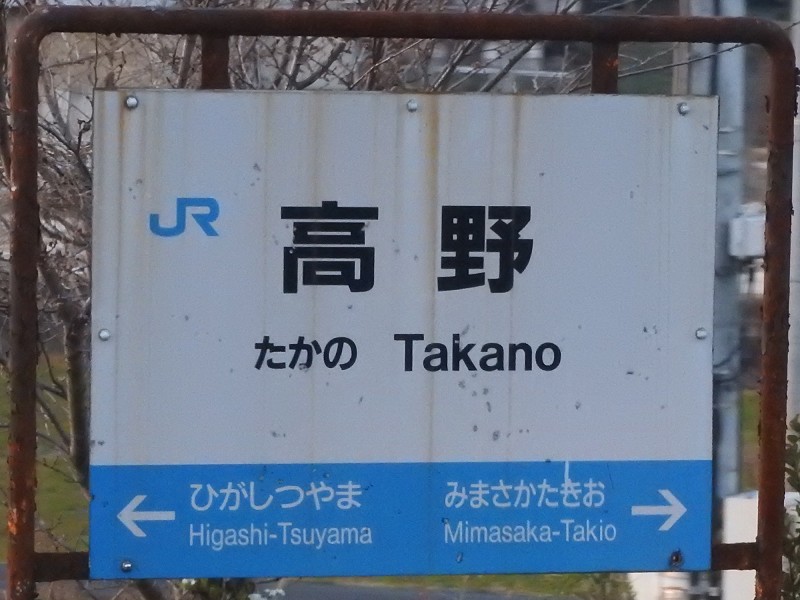 JR
高野
たかの Takano
← ひがしつやま みまさかたきお →
Higashi-Tsuyama Mimasaka-Takio